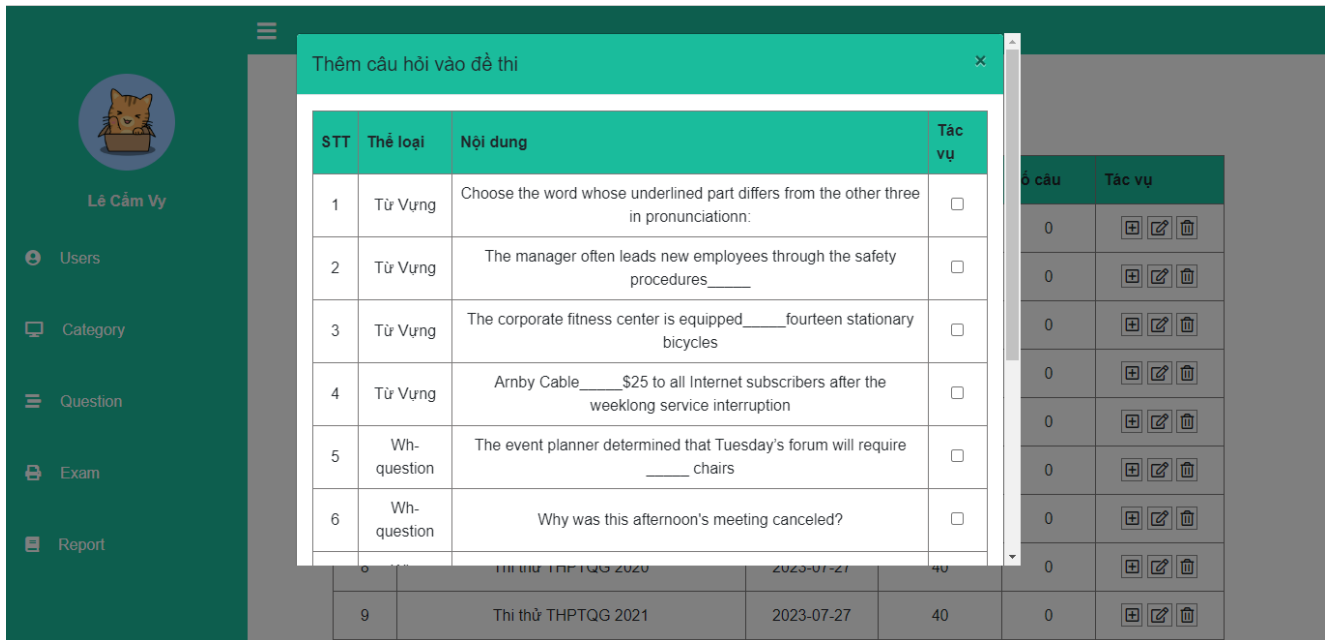 Thêm câu hỏi vào đề thi ×
STT Thể loại Nội dung Tác
vụ
1 Từ Vựng Choose the word whose underlined part differs from the other three
in pronunciationn:
2 Từ Vựng The manager often leads new employees through the safety
procedures_____
3 Từ Vựng The corporate fitness center is equipped_____fourteen stationary
bicycles
4 Từ Vựng Arnby Cable_____$25 to all Internet subscribers after the
weeklong service interruption
5 Wh-
question The event planner determined that Tuesday's forum will require
_____ chairs
6 Wh-
question Why was this afternoon's meeting canceled?
Lê Cẩm Vy
Users
Category
Question
Exam
Report
câu Tác vụ
0
0
0
0
0
0
0
8 Thi thử THPTQG 2020 2023-07-27 40 0
9 Thi thử THPTQG 2021 2023-07-27 40 0